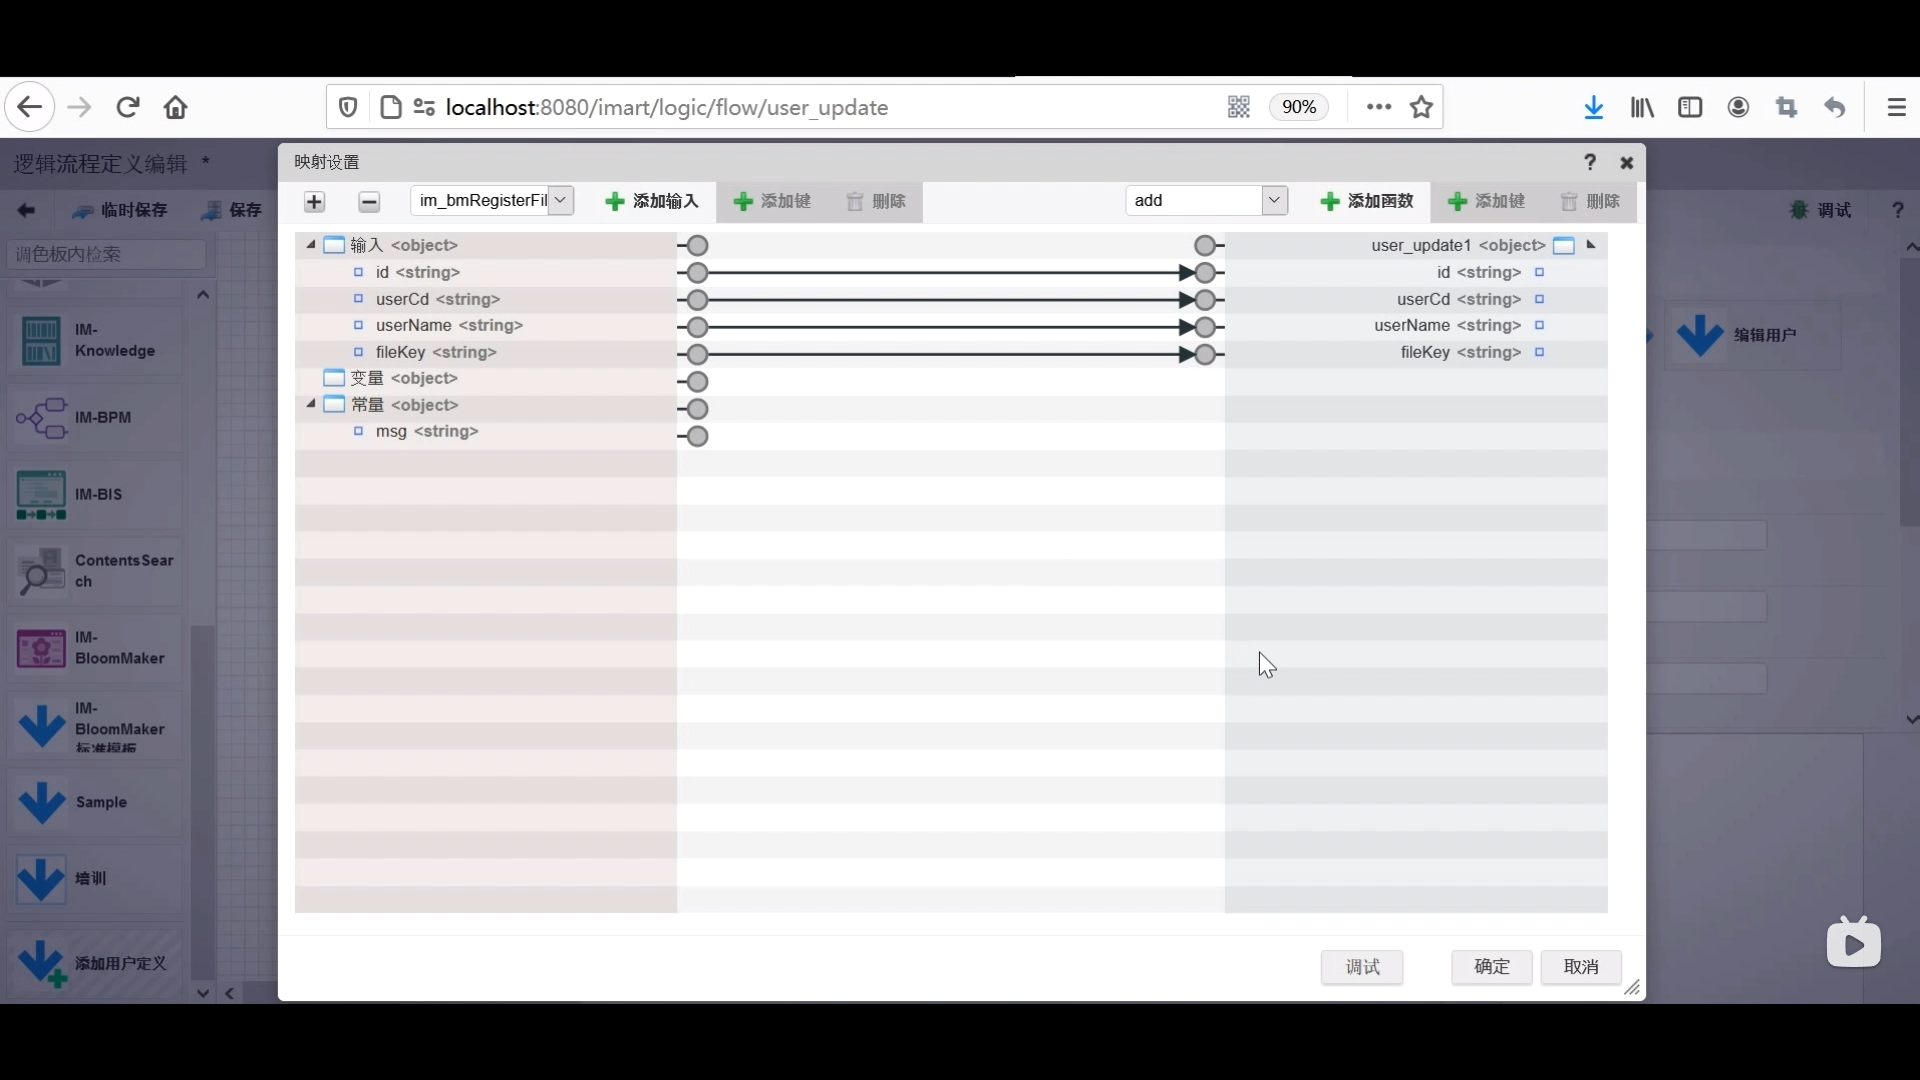 localhost:8080/imart/logic/flow/user_update
90%
逻辑流程定义编辑 *
映射设置
?
临时保存
保存
im_bmRegisterFil
添加输入
添加键
删除
add
添加函数
添加键
删除
调试
?
调色板内检索
输入 <object>
id <string>
userCd <string>
userName <string>
fileKey <string>
变量 <object>
常量 <object>
msg <string>
user_update1 <object>
id <string>
userCd <string>
userName <string>
fileKey <string>
编辑用户
IM-
Knowledge
IM-BPM
IM-BIS
ContentsSear
ch
IM-
BloomMaker
IM-
BloomMaker
标准模板
Sample
培训
添加用户定义
调试
确定
取消